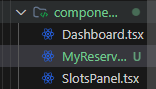 compone...
Dashboard.tsx
MyReserv... U
SlotsPanel.tsx